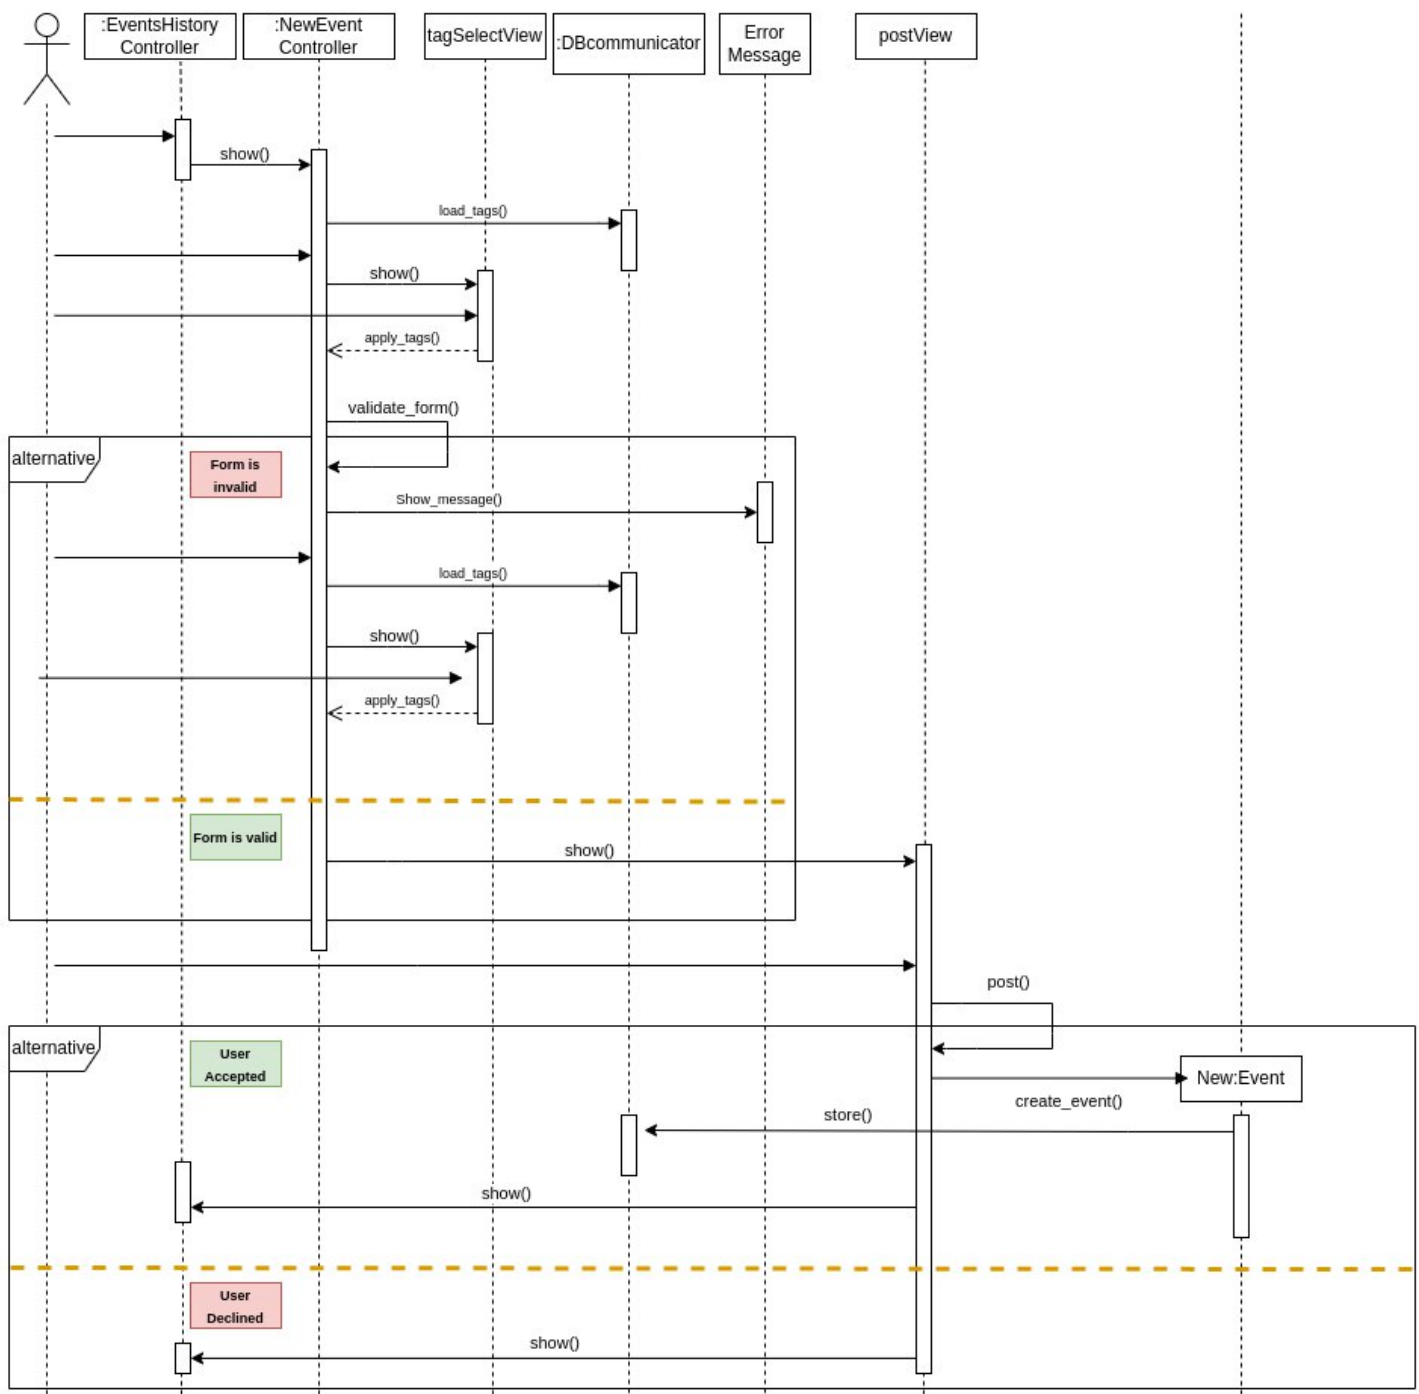 :EventsHistory
Controller
:NewEvent
Controller
tagSelectView
:DBcommunicator
Error
Message
postView
show()
load_tags()
show()
apply_tags()
validate_form()
alternative
Form is
invalid
Show_message()
load_tags()
show()
apply_tags()
Form is valid
show()
post()
alternative
User
Accepted
New:Event
create_event()
store()
show()
User
Declined
show()